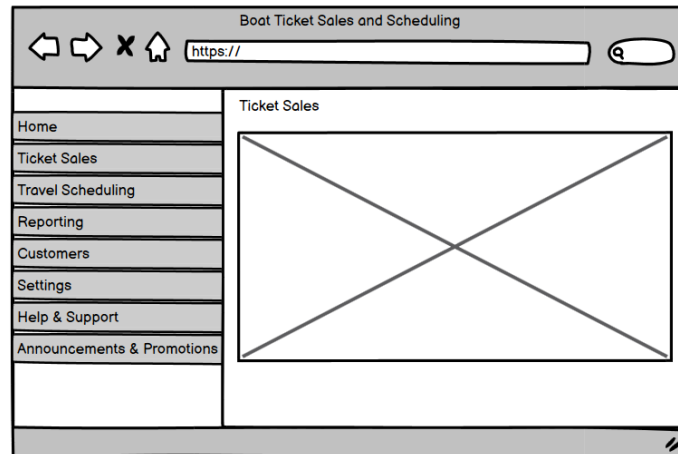 Boat Ticket Sales and Scheduling
https://
Ticket Sales
Home
Ticket Sales
Travel Scheduling
Reporting
Customers
Settings
Help & Support
Announcements & Promotions